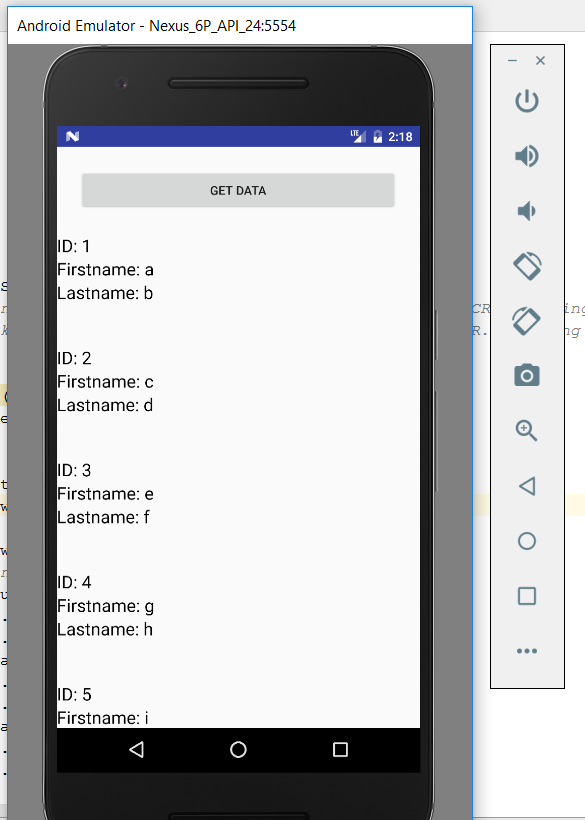 Android Emulator - Nexus_6P_API_24:5554
LTE 2:18
GET DATA
ID: 1
Firstname: a
Lastname: b
ID: 2
Firstname: c
Lastname: d
ID: 3
Firstname: e
Lastname: f
ID: 4
Firstname: g
Lastname: h
ID: 5
Firstname: i